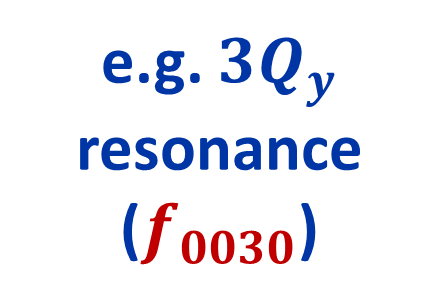 e.g. 3Q_y
resonance
(f_0030)